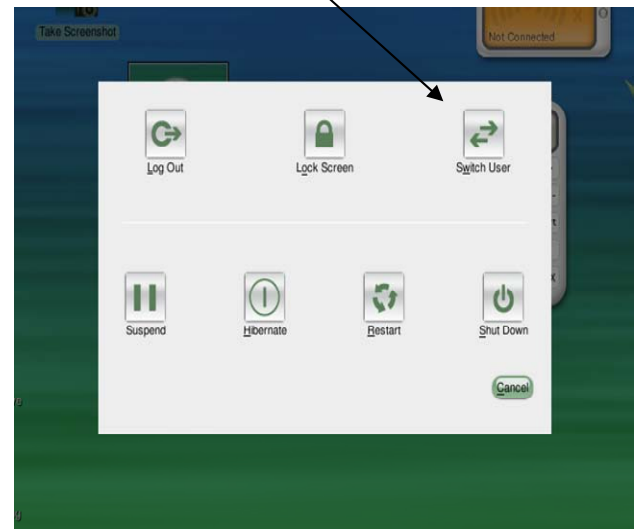 Take Screenshot
Not Connected
Log Out
Lock Screen
Switch User
Suspend
Hibernate
Restart
Shut Down
Cancel